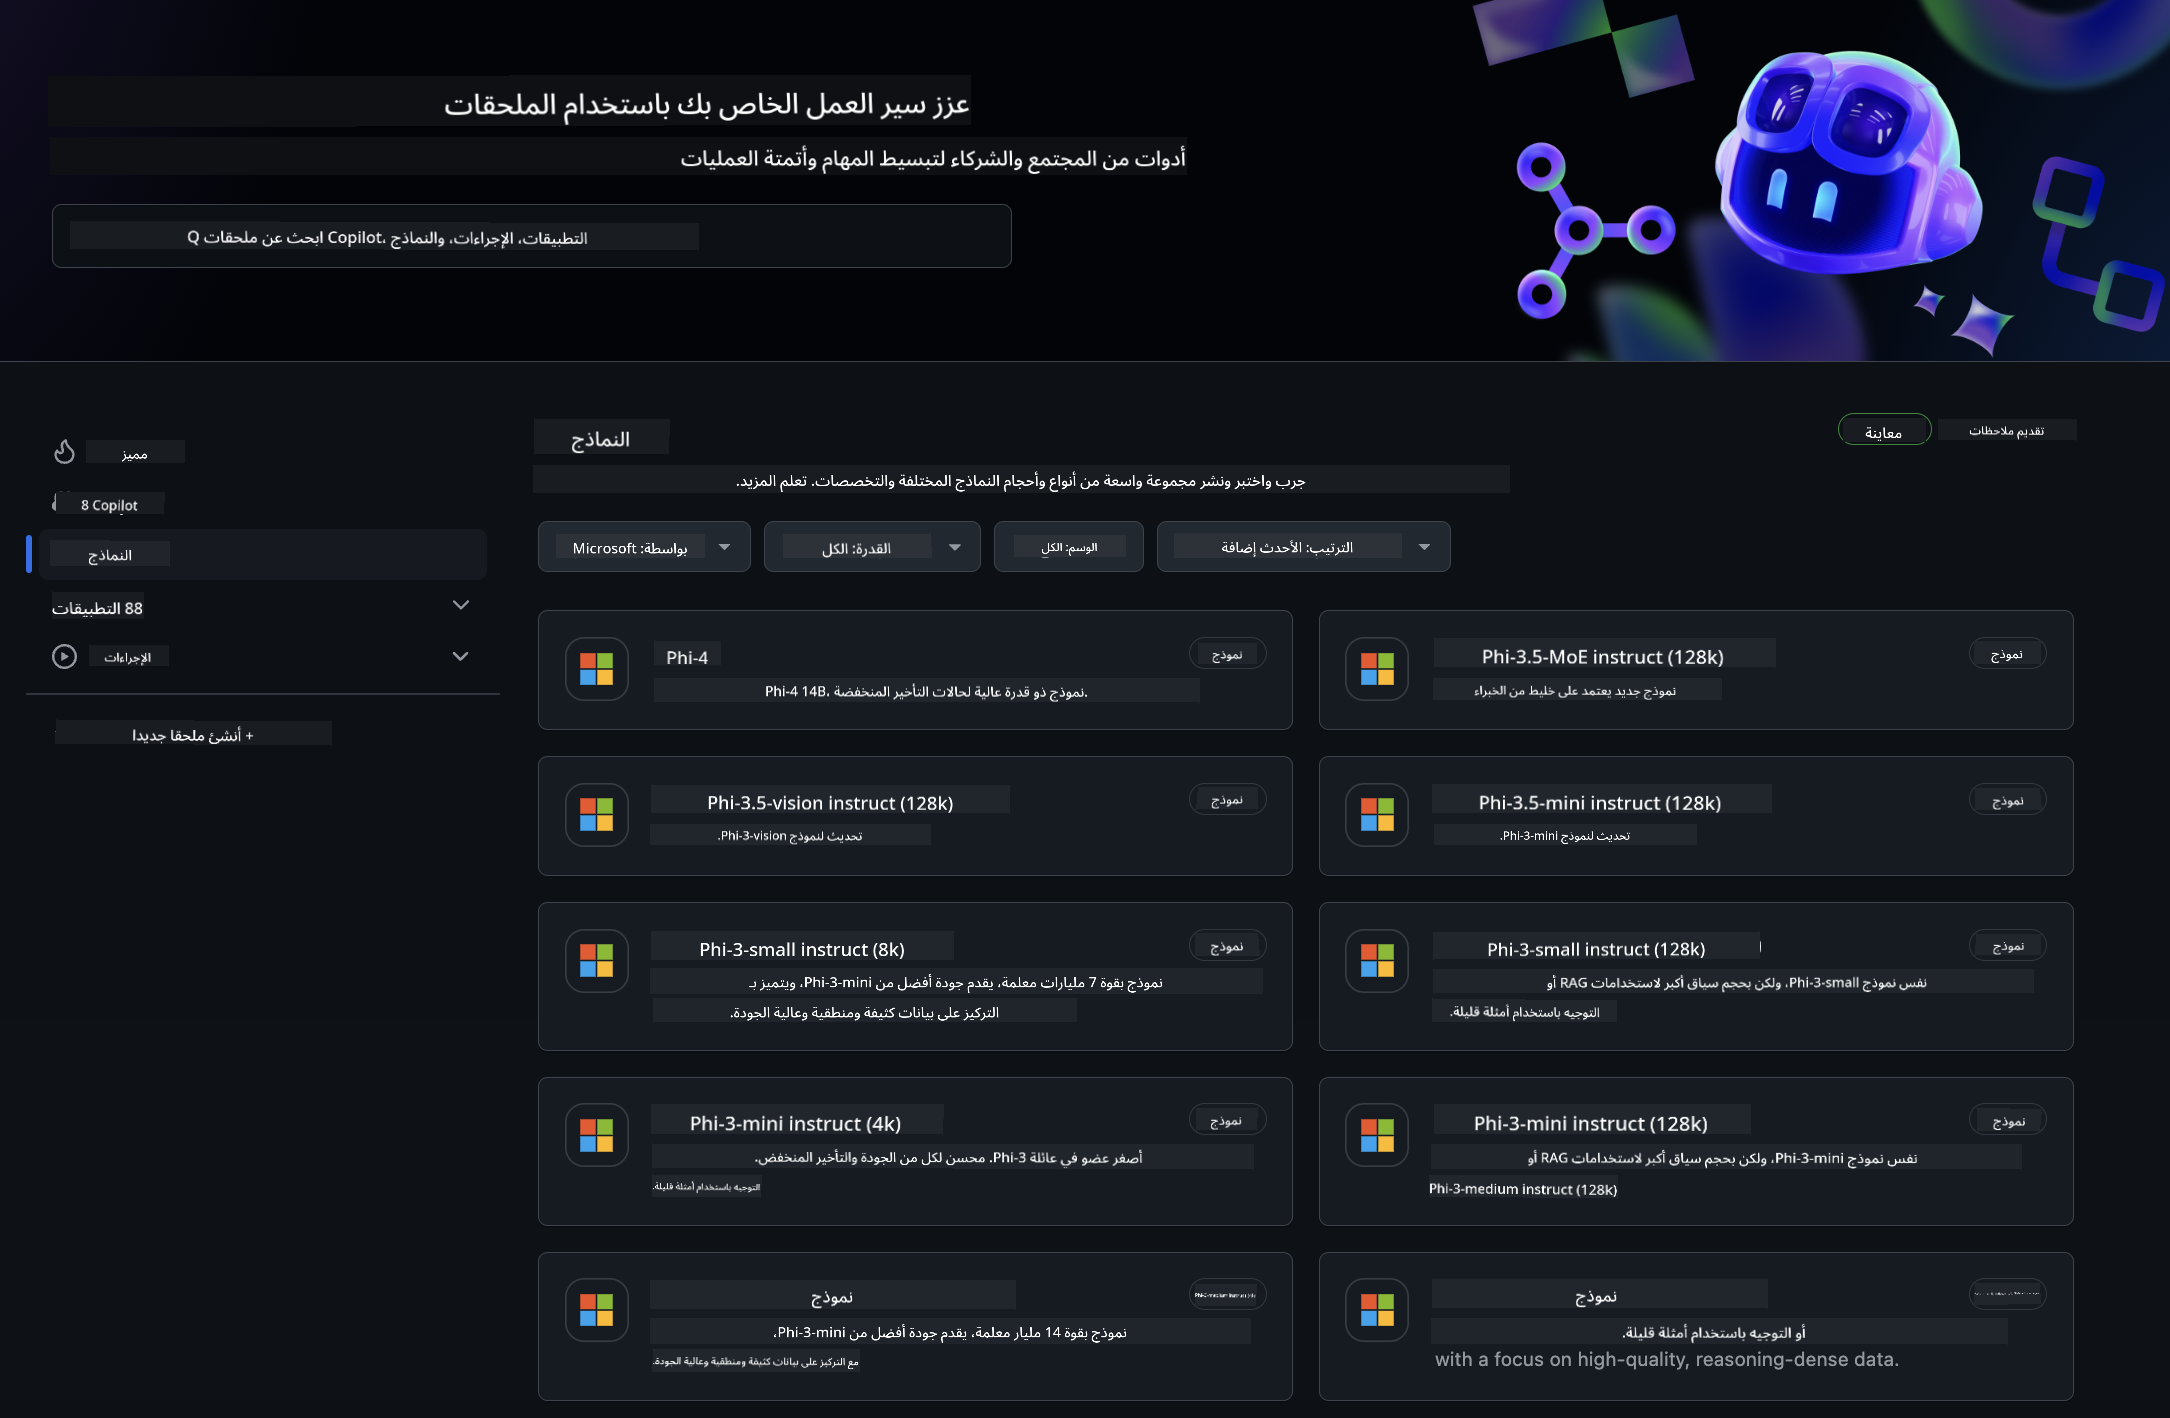 عزز سير العمل الخاص بك باستخدام الملحقات
أدوات من المجتمع والشركاء لتبسيط المهام وأتمتة العمليات
Q ابحث عن ملحقات Copilot، التطبيقات، الإجراءات، والنماذج
مميز
8 Copilot
النماذج
88 التطبيقات
الإجراءات
+ أنشئ ملحقا جديدا
النماذج
معاينة
تقديم ملاحظات
جرب واختبر ونشر مجموعة واسعة من أنواع وأحجام النماذج المختلفة والتخصصات. تعلم المزيد.
بواسطة: Microsoft
القدرة: الكل
الوسم: الكل
الترتيب: الأحدث إضافة
Phi-4
نموذج
Phi-4 14B، نموذج ذو قدرة عالية لحالات التأخير المنخفضة.
Phi-3.5-MoE instruct (128k)
نموذج
نموذج جديد يعتمد على خليط من الخبراء
Phi-3.5-vision instruct (128k)
نموذج
تحديث لنموذج Phi-3-vision.
Phi-3.5-mini instruct (128k)
نموذج
تحديث لنموذج Phi-3-mini.
Phi-3-small instruct (8k)
نموذج
نموذج بقوة 7 مليارات معلمة، يقدم جودة أفضل من Phi-3-mini، ويتميز بـ
التركيز على بيانات كثيفة ومنطقية وعالية الجودة.
Phi-3-small instruct (128k)
نموذج
نفس نموذج Phi-3-small، ولكن بحجم سياق أكبر لاستخدامات RAG أو
التوجيه باستخدام أمثلة قليلة.
Phi-3-mini instruct (4k)
نموذج
أصغر عضو في عائلة Phi-3. محسن لكل من الجودة والتأخير المنخفض.
التوجيه باستخدام أمثلة قليلة.
Phi-3-mini instruct (128k)
نموذج
نفس نموذج Phi-3-mini، ولكن بحجم سياق أكبر لاستخدامات RAG أو
Phi-3-medium instruct (128k)
نموذج
Phi-3-medium instruct
نموذج بقوة 14 مليار معلمة، يقدم جودة أفضل من Phi-3-mini،
مع التركيز على بيانات كثيفة ومنطقية وعالية الجودة.
نموذج
أو التوجيه باستخدام أمثلة قليلة.
with a focus on high-quality, reasoning-dense data.